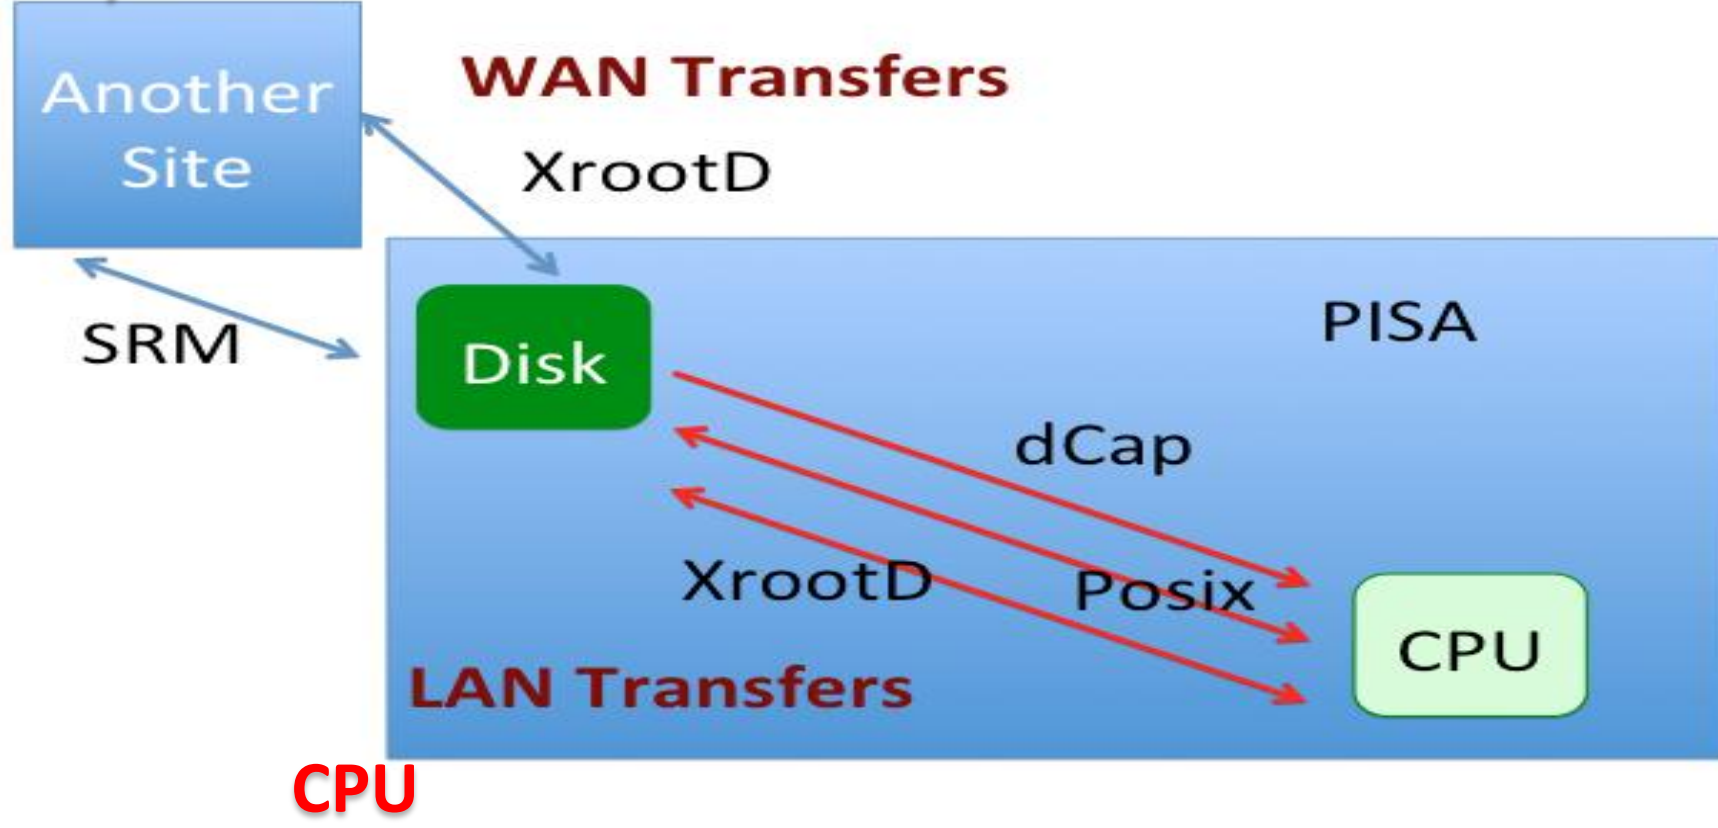 Another
Site
WAN Transfers
XrootD
SRM
PISA
Disk
dCap
XrootD
Posix
CPU
LAN Transfers
CPU